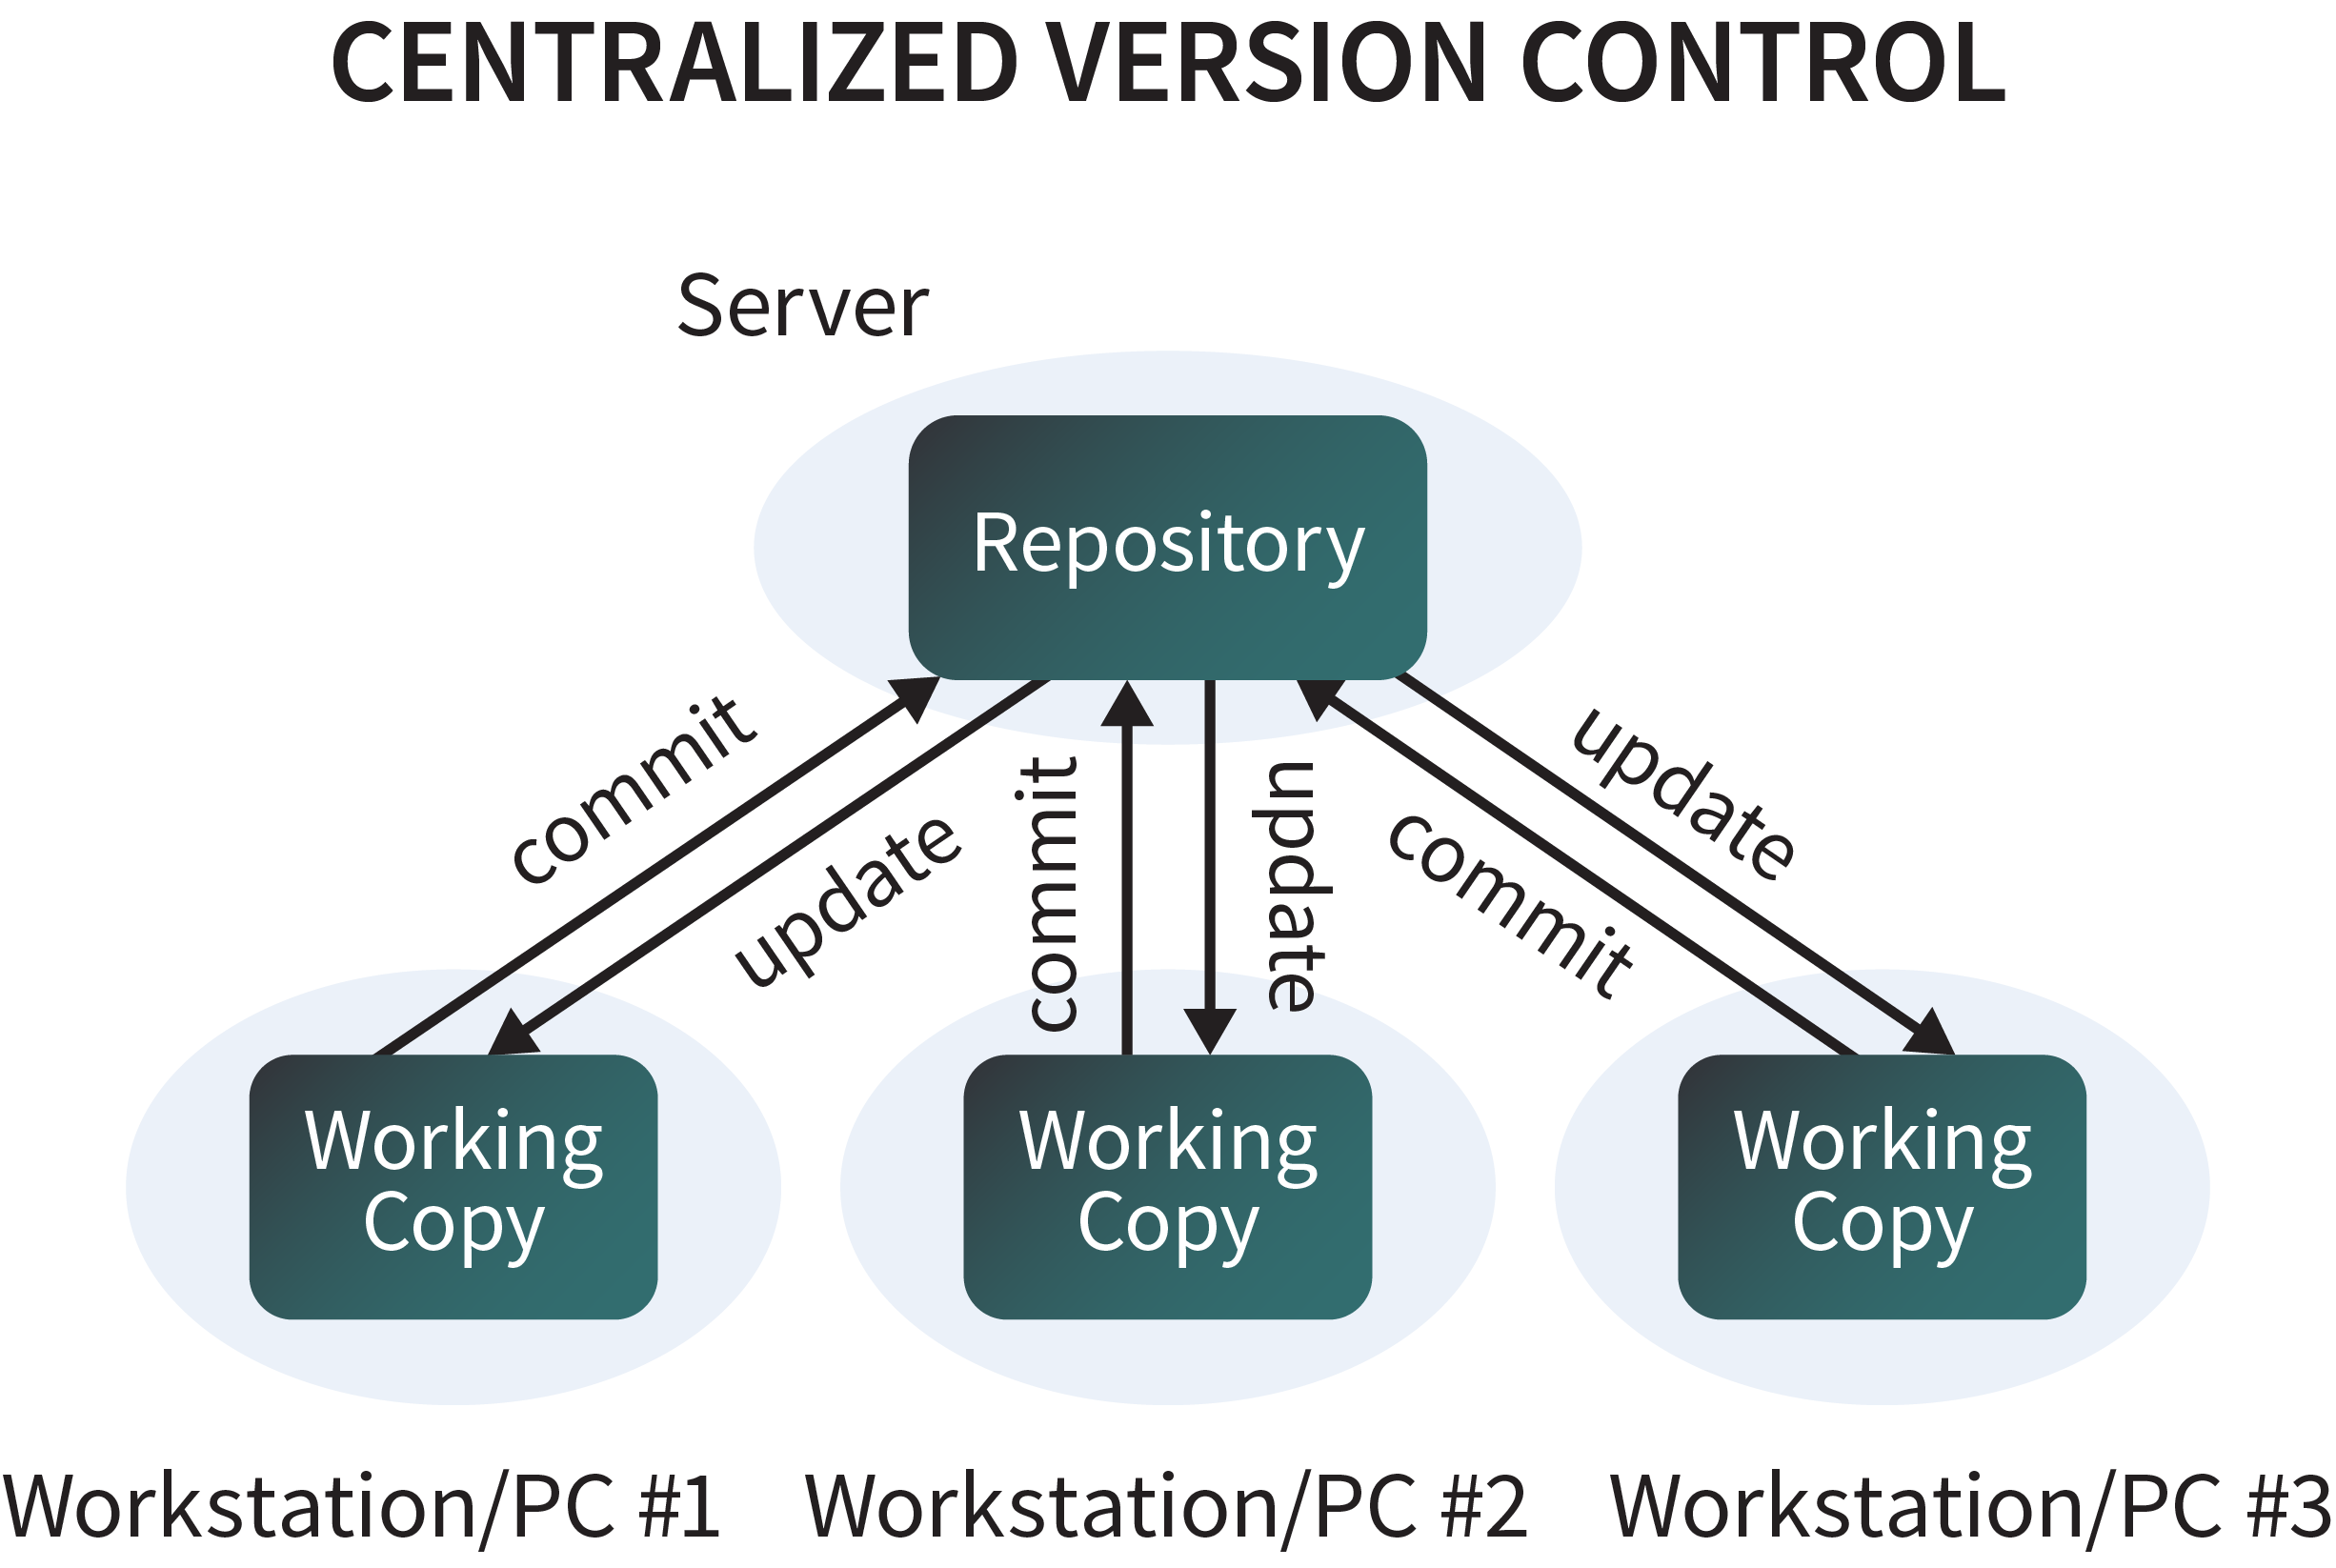 CENTRALIZED VERSION CONTROL
Server
Repository
commit
update
commit
update
commit
update
Working
Copy
Working
Copy
Working
Copy
Workstation/PC #1
Workstation/PC #2
Workstation/PC #3